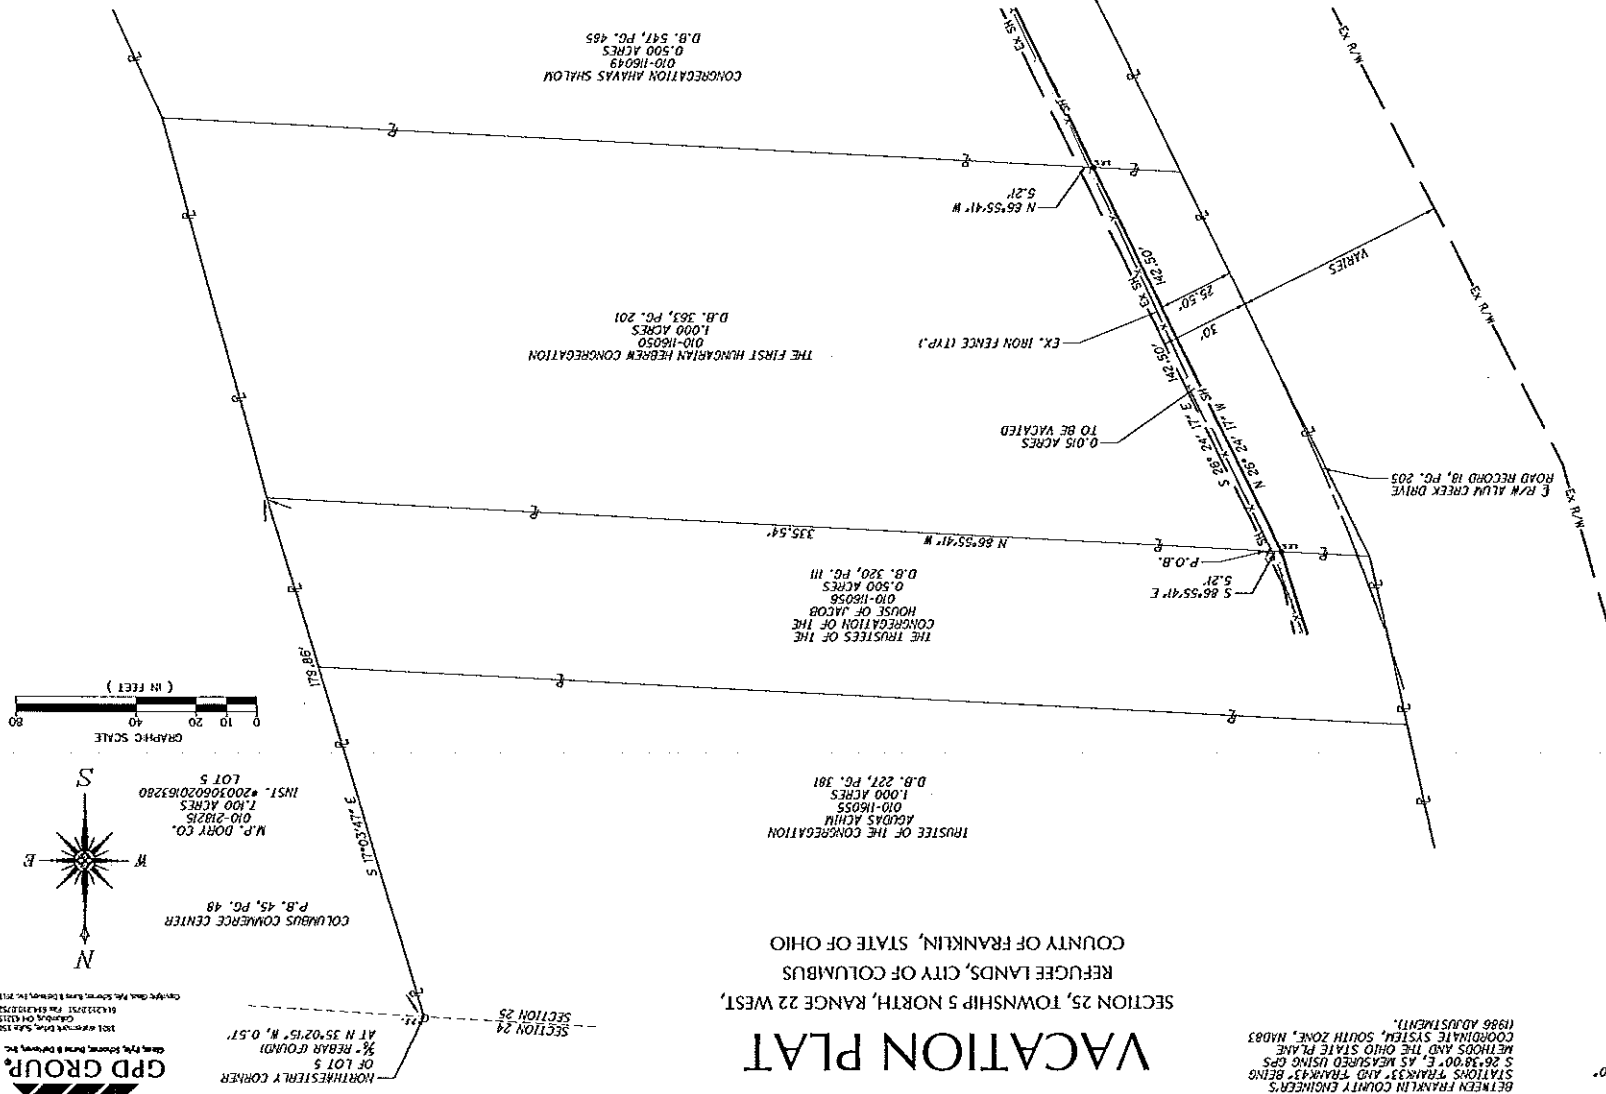 BETWEEN FRANKLIN COUNTY ENGINEER'S
STATIONS "FRANK33" AND "FRANK43" BEING
S 26°38'00" E, AS MEASURED USING GPS
METHODS AND THE OHIO STATE PLANE
COORDINATE SYSTEM, SOUTH ZONE, NAD83
(1986 ADJUSTMENT).
VACATION PLAT
SECTION 25, TOWNSHIP 5 NORTH, RANGE 22 WEST,
REFUGEE LANDS, CITY OF COLUMBUS
COUNTY OF FRANKLIN, STATE OF OHIO
GPD GROUP
NORTHWESTERLY CORNER
OF LOT 5
REBAR (FOUND)
AT N 35°02'15" W, 0.51'
SECTION 24
SECTION 25
COLUMBUS COMMERCE CENTER
P.B. 45, PG. 48
N
W
E
S
M.P. DORY CO.
010-218215
7.100 ACRES
INST. #200306020163280
LOT 5
GRAPHIC SCALE
0 10 20 40 80
( IN FEET )
S 17°03'47" E
179.86'
TRUSTEE OF THE CONGREGATION
AGUDAS ACHIM
010-116055
1.000 ACRES
D.B. 227, PG. 381
THE TRUSTEES OF THE
CONGREGATION OF THE
HOUSE OF JACOB
010-116056
0.500 ACRES
D.B. 320, PG. 111
S 86°55'41" E
5.21'
P.O.B.
N 86°55'41" W
335.54'
℄ R/W ALUM CREEK DRIVE
ROAD RECORD 18, PG. 205
EX R/W
0.015 ACRES
TO BE VACATED
N 26° 24' 17" W
142.50'
S 26° 24' 17" E
142.50'
SH
EX SH
30'
25.50'
VARIES
EX. IRON FENCE (TYP.)
THE FIRST HUNGARIAN HEBREW CONGREGATION
010-116050
1.000 ACRES
D.B. 363, PG. 201
EX R/W
N 86°55'41" W
5.21'
CONGREGATION AHAVAS SHALOM
010-116049
0.500 ACRES
D.B. 547, PG. 465
SH
EX SH
EX R/W